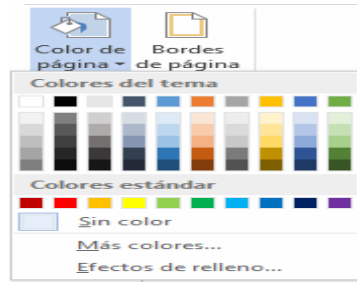 Color de Bordes
página de página
Colores del tema
Colores estándar
Sin color
Más colores...
Efectos de relleno...